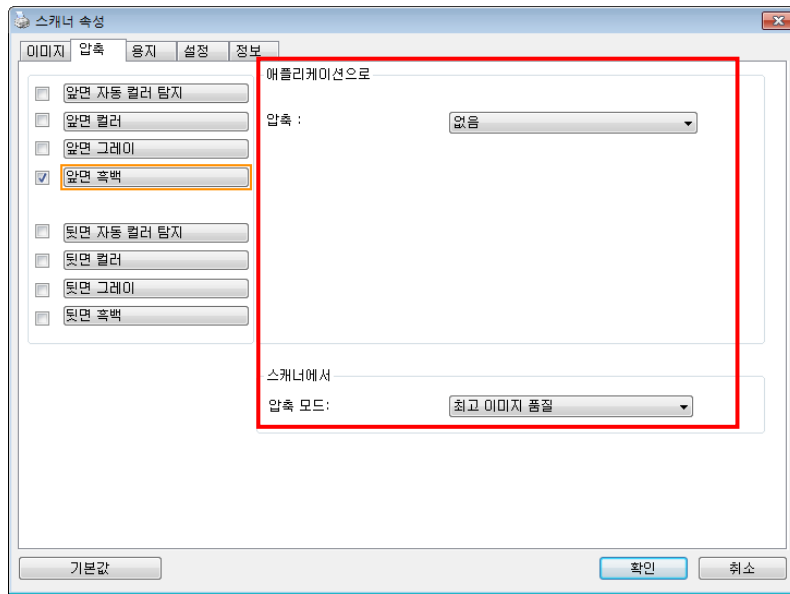 스캐너 속성
이미지 압축 용지 설정 정보
앞면 자동 컬러 탐지
앞면 컬러
앞면 그레이
앞면 흑백
뒷면 자동 컬러 탐지
뒷면 컬러
뒷면 그레이
뒷면 흑백
애플리케이션으로
압축 : 없음
스캐너에서
압축 모드: 최고 이미지 품질
기본값 확인 취소